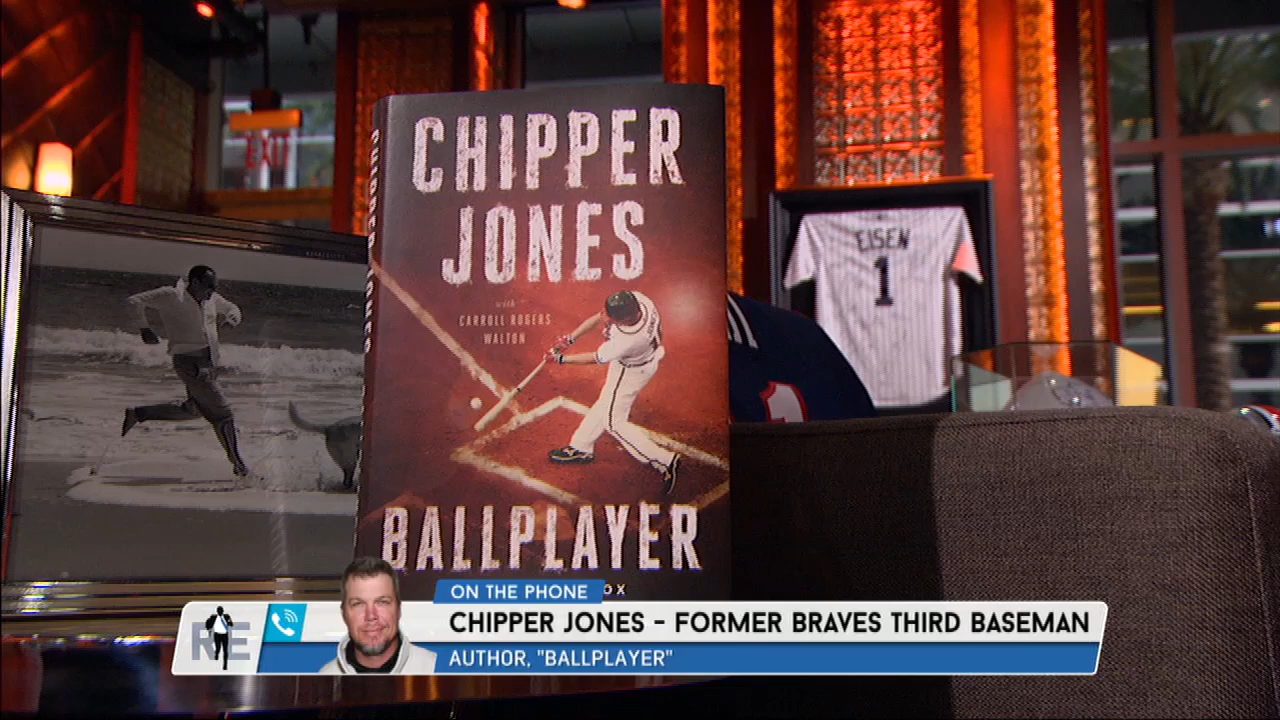 EXIT
EISEN
1
CHIPPER
JONES
with
CARROLL ROGERS
WALTON
BALLPLAYER
OX
ON THE PHONE
RE
CHIPPER JONES - FORMER BRAVES THIRD BASEMAN
AUTHOR, "BALLPLAYER"